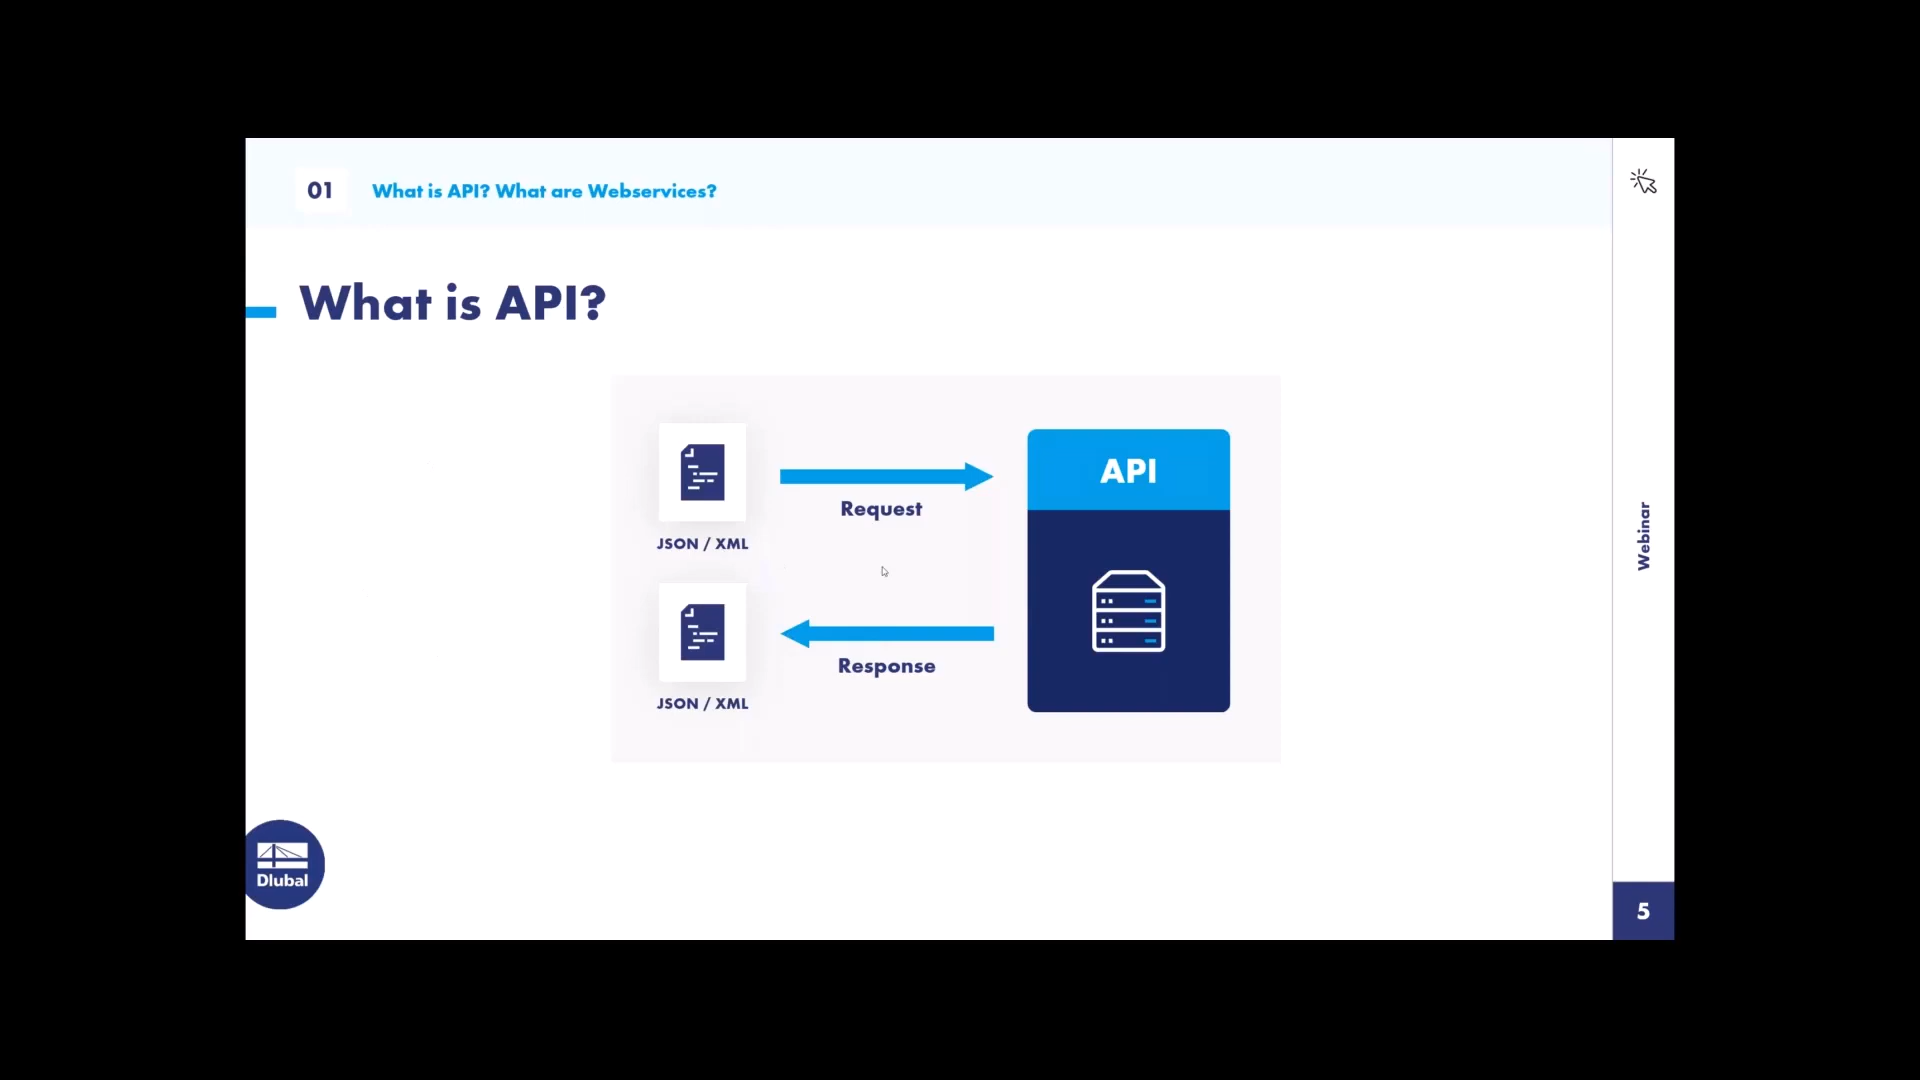 01
What is API? What are Webservices?
What is API?
JSON / XML
Request
API
JSON / XML
Response
Webinar
Dlubal
5